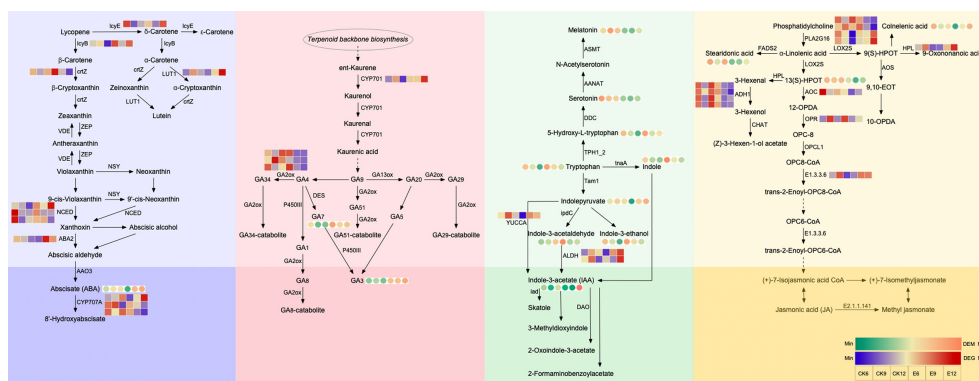 lcyE
lcyE
Lycopene
δ-Carotene
ε-Carotene
lcyB
lcyB
β-Carotene
α-Carotene
crtZ
crtZ
LUT1
β-Cryptoxanthin
Zeinoxanthin
α-Cryptoxanthin
crtZ
LUT1
crtZ
Zeaxanthin
Lutein
VDE
ZEP
Antheraxanthin
VDE
ZEP
NSY
Violaxanthin
Neoxanthin
NSY
9-cis-Violaxanthin
9'-cis-Neoxanthin
NCED
NCED
Xanthoxin
Abscisic alcohol
ABA2
Abscisic aldehyde
AAO3
Abscisate (ABA)
CYP707A
8'-Hydroxyabscisate
Terpenoid backbone biosynthesis
ent-Kaurene
CYP701
Kaurenol
CYP701
Kaurenal
CYP701
Kaurenic acid
GA2ox
GA13ox
GA2ox
GA34
GA4
GA9
GA20
GA29
GA2ox
P450III
DES
GA2ox
GA2ox
GA7
GA51
GA5
GA2ox
GA34-catabolite
GA51-catabolite
GA29-catabolite
GA1
P450III
GA2ox
GA8
GA3
GA2ox
GA8-catabolite
Melatonin
ASMT
N-Acetylserotonin
AANAT
Serotonin
DDC
5-Hydroxy-L-tryptophan
TPH1_2
tnaA
Tryptophan
Indole
Tam1
Indolepyruvate
YUCCA
ipdC
Indole-3-acetaldehyde
Indole-3-ethanol
ALDH
Indole-3-acetate (IAA)
iad
Skatole
DAO
3-Methyldioxyindole
2-Oxoindole-3-acetate
2-Formaminobenzoylacetate
Phosphatidylcholine
Colnelenic acid
PLA2G16
FADS2
LOX2S
HPL
Stearidonic acid
α-Linolenic acid
9(S)-HPOT
9-Oxononanoic acid
LOX2S
AOS
HPL
3-Hexenal
13(S)-HPOT
ADH1
AOC
9,10-EOT
3-Hexenol
12-OPDA
CHAT
OPR
10-OPDA
(Z)-3-Hexen-1-ol acetate
OPC-8
OPCL1
OPC8-CoA
E1.3.3.6
trans-2-Enoyl-OPC8-CoA
OPC6-CoA
E1.3.3.6
trans-2-Enoyl-OPC6-CoA
(+)-7-Isojasmonic acid CoA
(+)-7-Isomethyljasmonate
E2.1.1.141
Jasmonic acid (JA)
Methyl jasmonate
Min
DEM
Min
DEG
CK6
CK9
CK12
E6
E9
E12